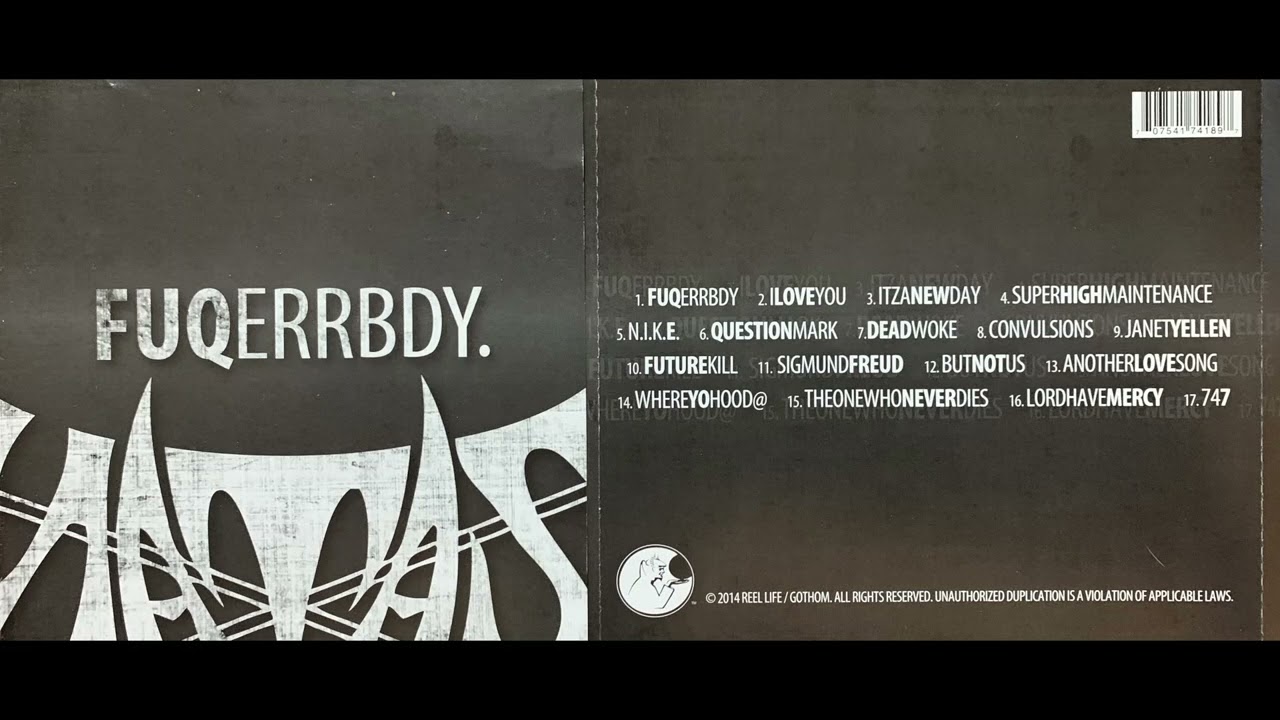 FUQERRBDY.
7 07541 74189 7
1. FUQERRBDY 2. ILOVEYOU 3. ITZANEWDAY 4. SUPERHIGHMAINTENANCE
5. N.I.K.E. 6. QUESTIONMARK 7. DEADWOKE 8. CONVULSIONS 9. JANETYELLEN
10. FUTUREKILL 11. SIGMUNDFREUD 12. BUTNOTUS 13. ANOTHERLOVESONG
14. WHEREYOHOOD@ 15. THEONEWHONEVERDIES 16. LORDHAVEMERCY 17. 747
™ © 2014 REEL LIFE / GOTHOM. ALL RIGHTS RESERVED. UNAUTHORIZED DUPLICATION IS A VIOLATION OF APPLICABLE LAWS.